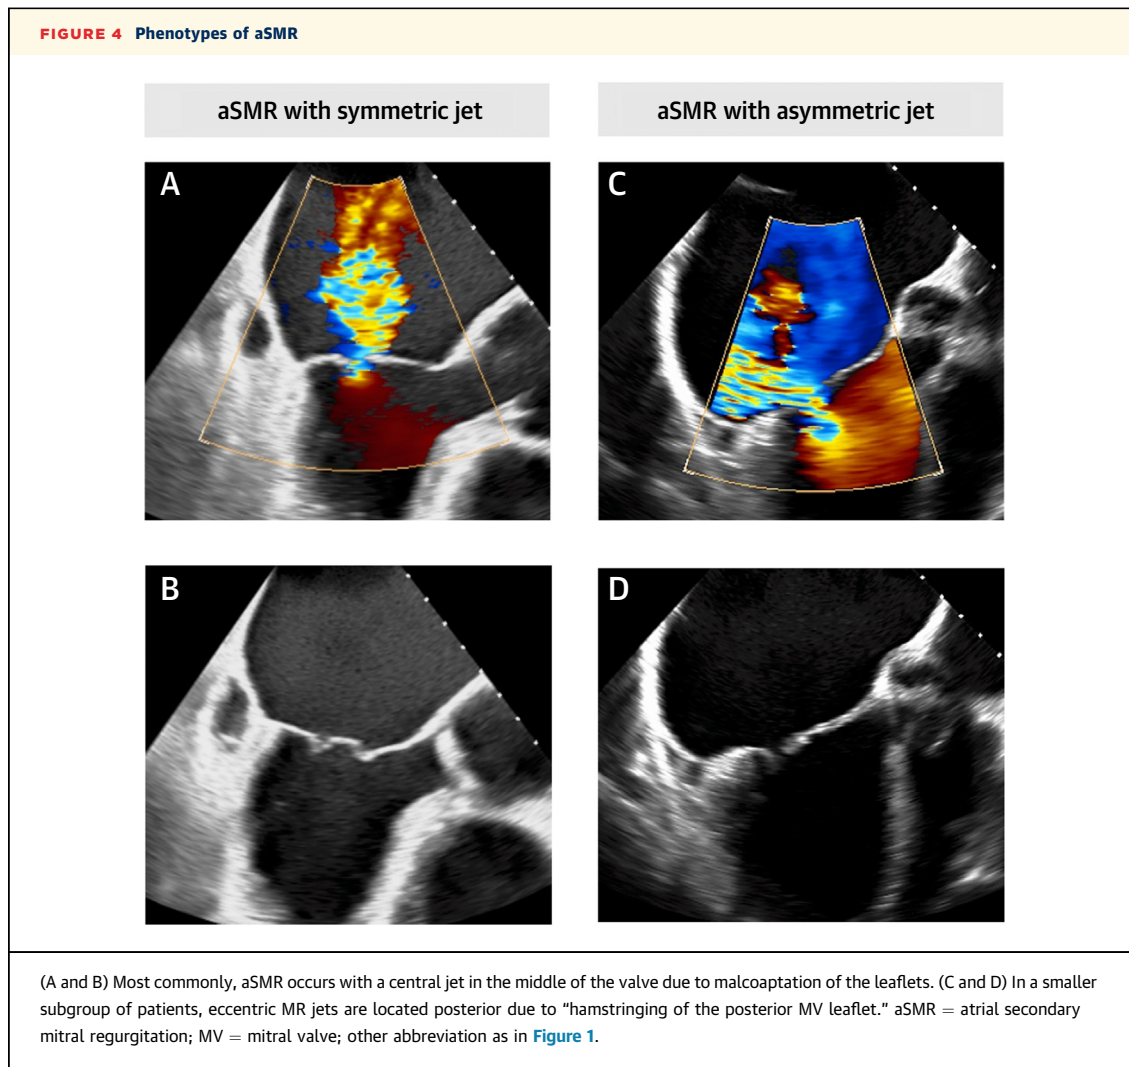 FIGURE 4 Phenotypes of aSMR
aSMR with symmetric jet
aSMR with asymmetric jet
A
C
B
D
(A and B) Most commonly, aSMR occurs with a central jet in the middle of the valve due to malcoaptation of the leaflets. (C and D) In a smaller
subgroup of patients, eccentric MR jets are located posterior due to “hamstringing of the posterior MV leaflet.” aSMR = atrial secondary
mitral regurgitation; MV = mitral valve; other abbreviation as in Figure 1.